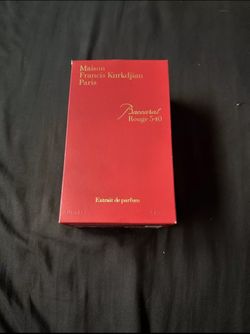 Maison
Francis Kurkdjian
Paris
Baccarat
Rouge 540
Extrait de parfum